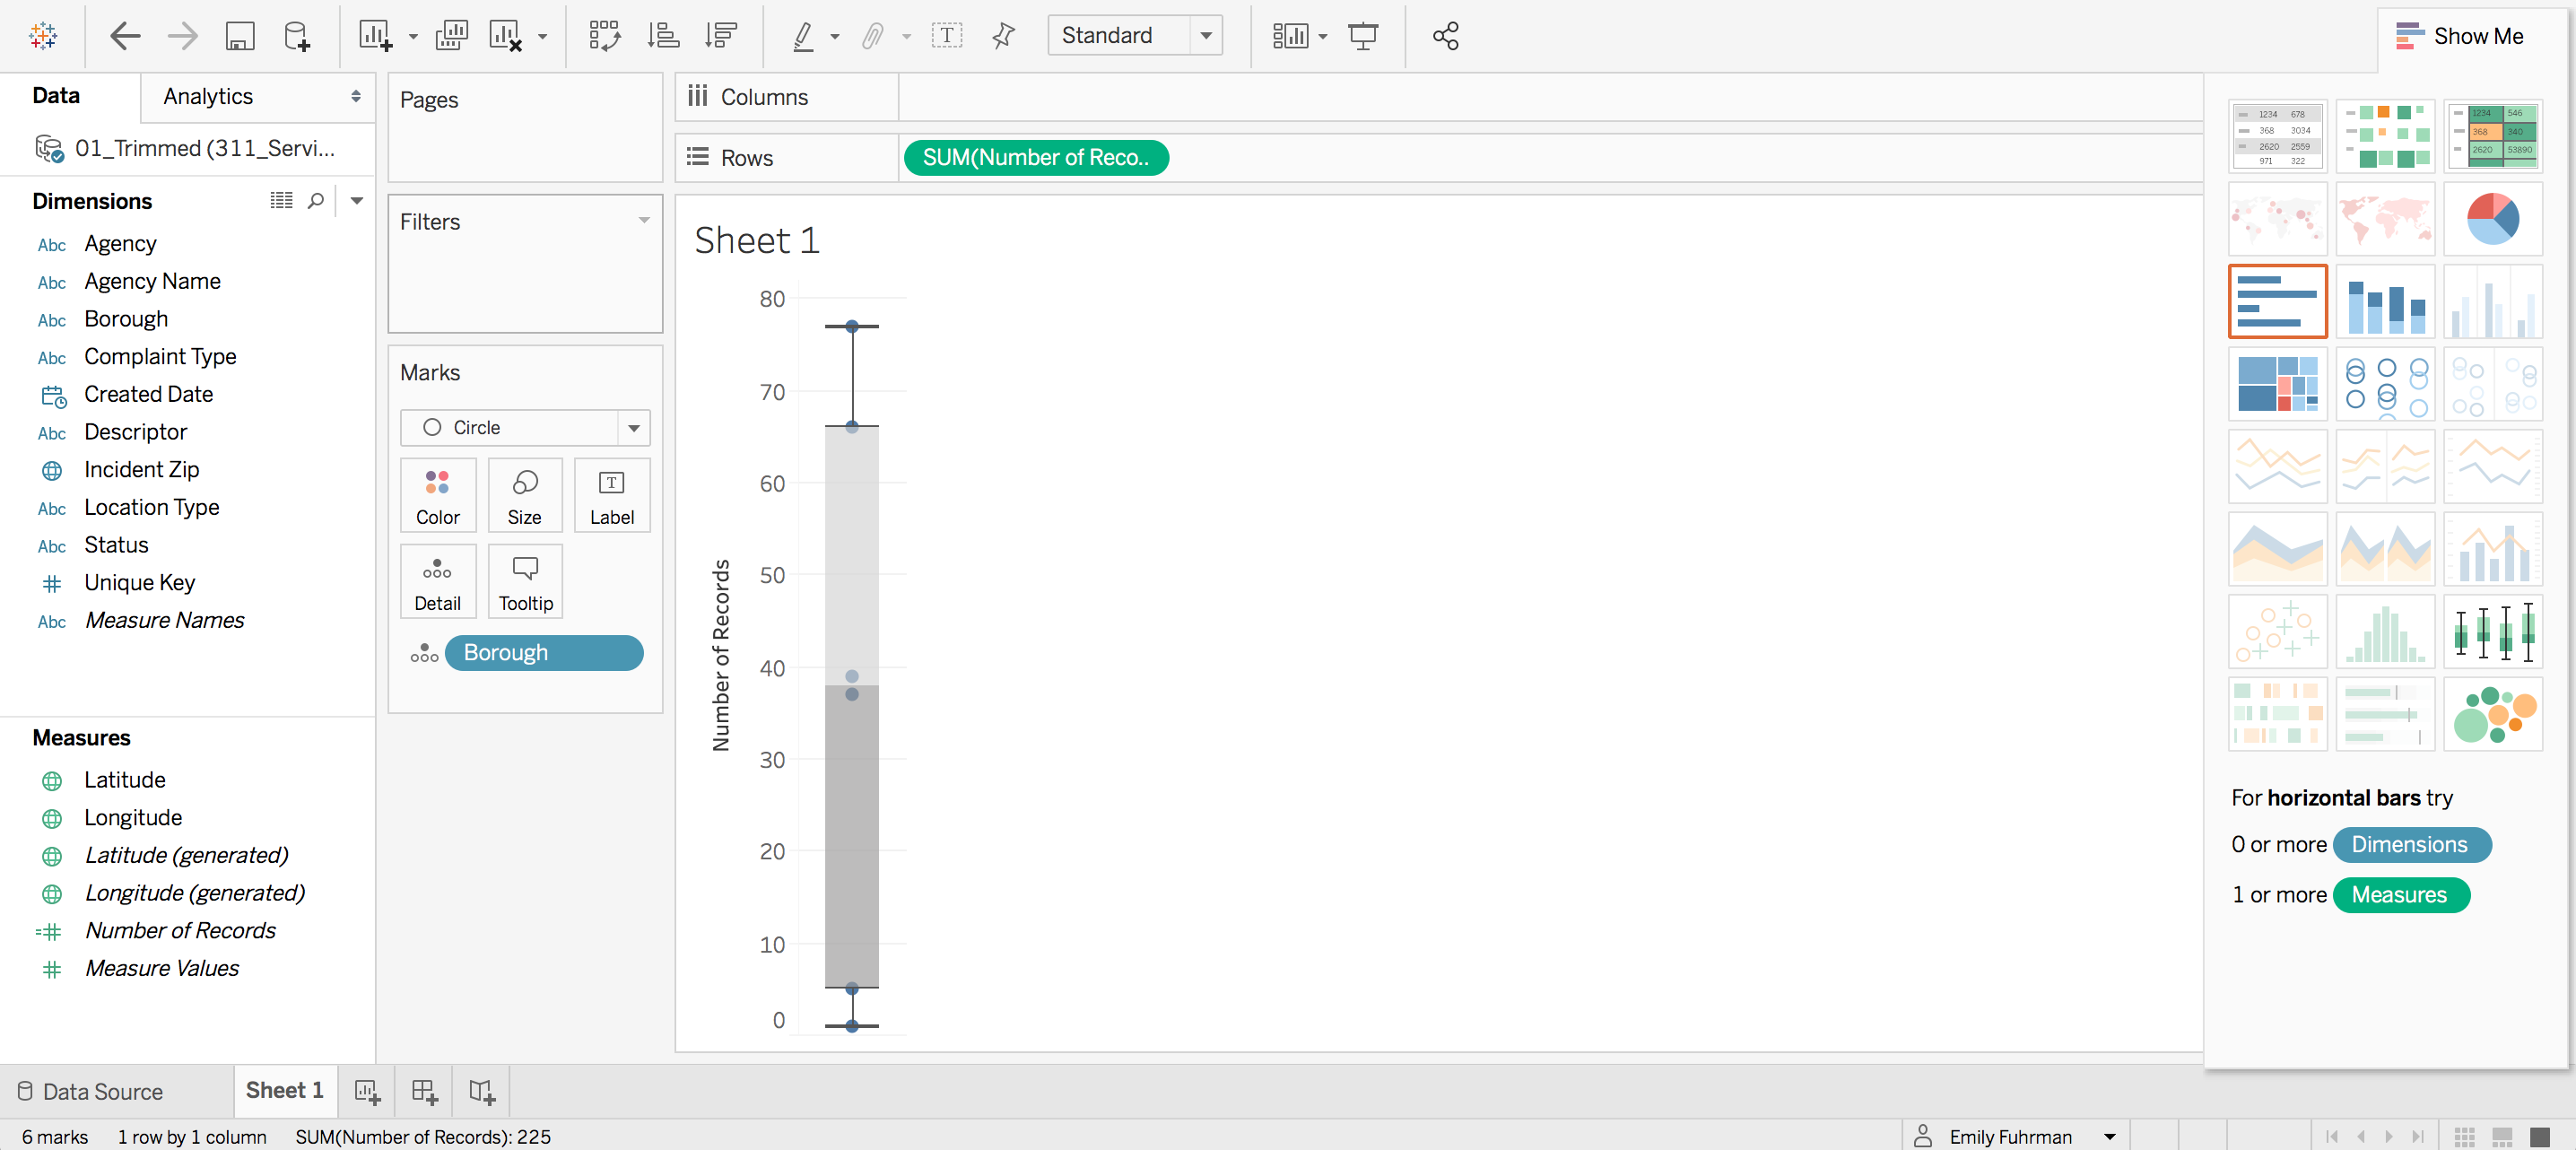 Standard
Show Me
Data
Analytics
01_Trimmed (311_Servi...
Dimensions
Abc Agency
Abc Agency Name
Abc Borough
Abc Complaint Type
Created Date
Abc Descriptor
Incident Zip
Abc Location Type
Abc Status
# Unique Key
Abc Measure Names
Measures
Latitude
Longitude
Latitude (generated)
Longitude (generated)
=# Number of Records
# Measure Values
Pages
Filters
Marks
Circle
Color Size Label
Detail Tooltip
Borough
Columns
Rows SUM(Number of Reco..
Sheet 1
Number of Records
80
70
60
50
40
30
20
10
0
1234 678
368 3034
2620 2559
971 322
1234 546
368 340
2620 53890
For horizontal bars try
0 or more Dimensions
1 or more Measures
Data Source
Sheet 1
6 marks 1 row by 1 column SUM(Number of Records): 225
Emily Fuhrman